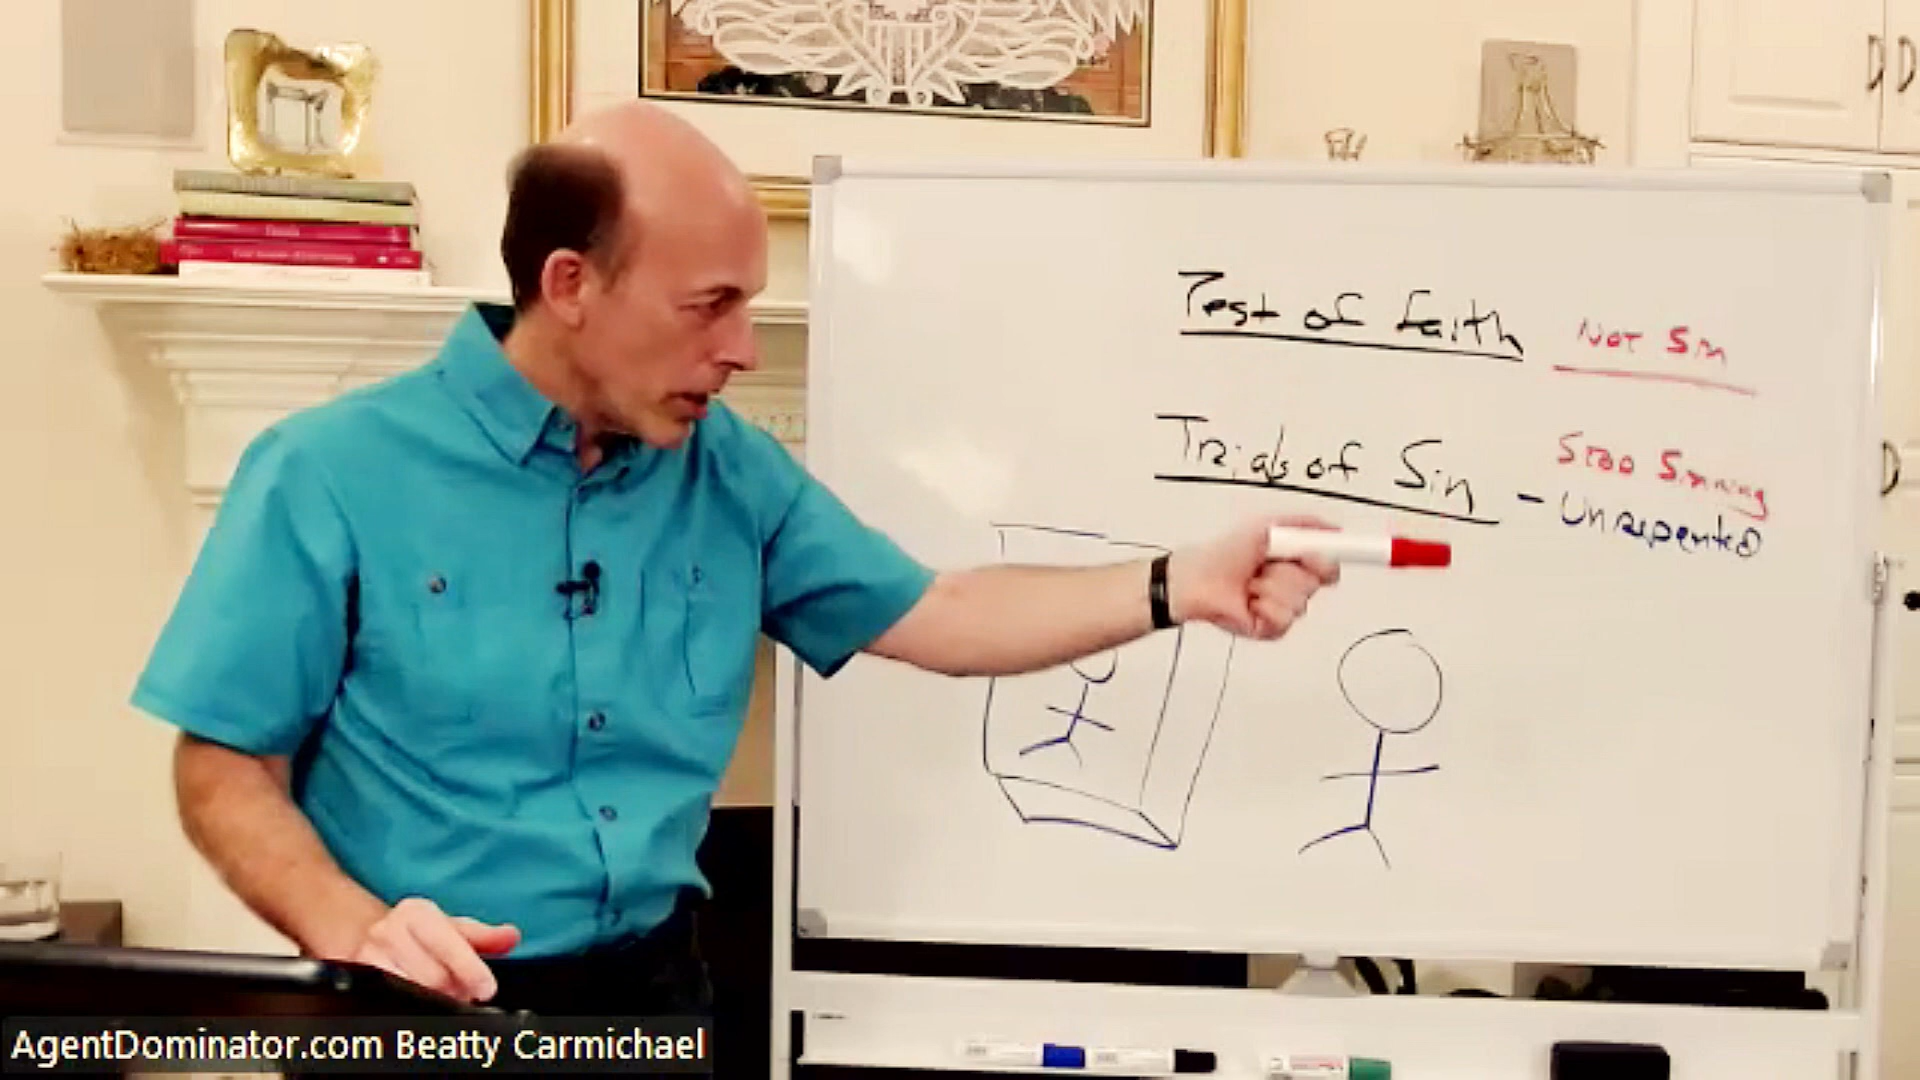 Test of faith Not Sin
Trials of Sin Stop Sinning
- Unrepented
AgentDominator.com Beatty Carmichael